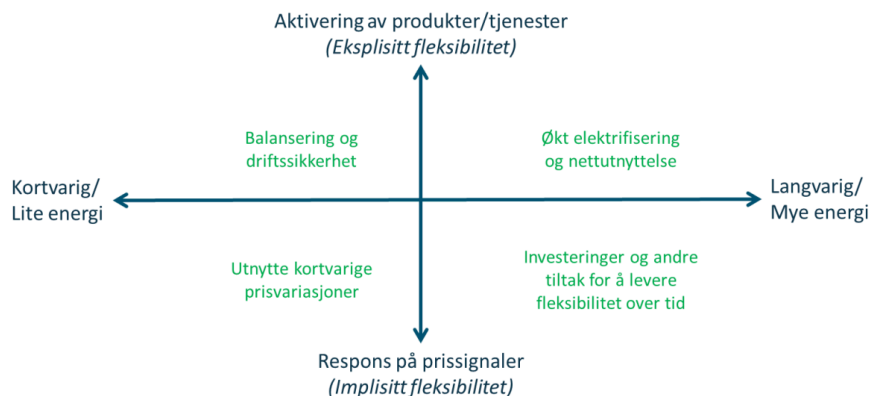 Aktivering av produkter/tjenester
(Eksplisitt fleksibilitet)
Balansering og
driftssikkerhet
Økt elektrifisering
og nettutnyttelse
Kortvarig/
Lite energi
Langvarig/
Mye energi
Utnytte kortvarige
prisvariasjoner
Investeringer og andre
tiltak for å levere
fleksibilitet over tid
Respons på prissignaler
(Implisitt fleksibilitet)